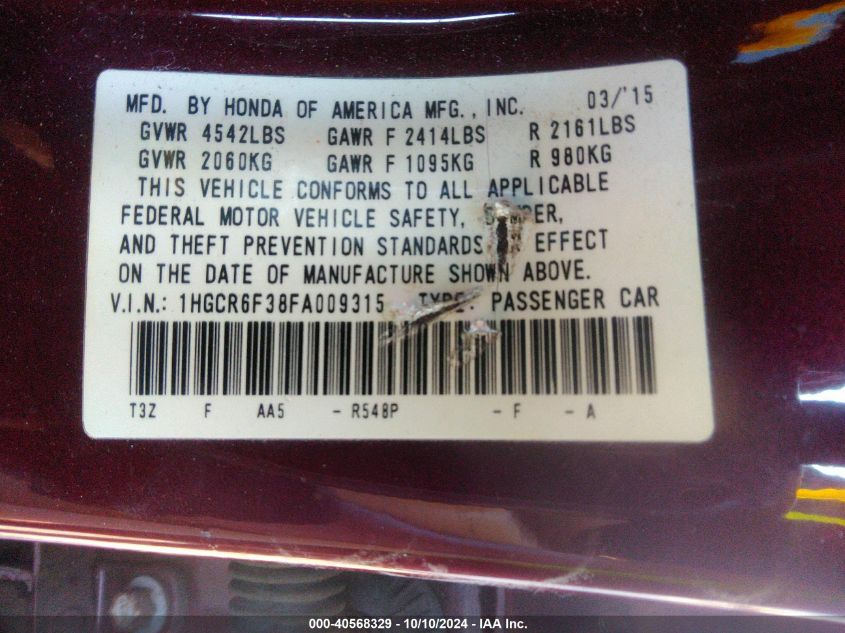 MFD. BY HONDA OF AMERICA MFG., INC. 03/'15
GVWR 4542LBS GAWR F 2414LBS R 2161LBS
GVWR 2060KG GAWR F 1095KG R 980KG
THIS VEHICLE CONFORMS TO ALL APPLICABLE
FEDERAL MOTOR VEHICLE SAFETY,
AND THEFT PREVENTION STANDARDS EFFECT
ON THE DATE OF MANUFACTURE SHOWN ABOVE.
V.I.N.: 1HGCR6F38FA009315 TYPE: PASSENGER CAR
T3Z F AA5 - R548P - F - A
000-40568329 - 10/10/2024 - IAA Inc.